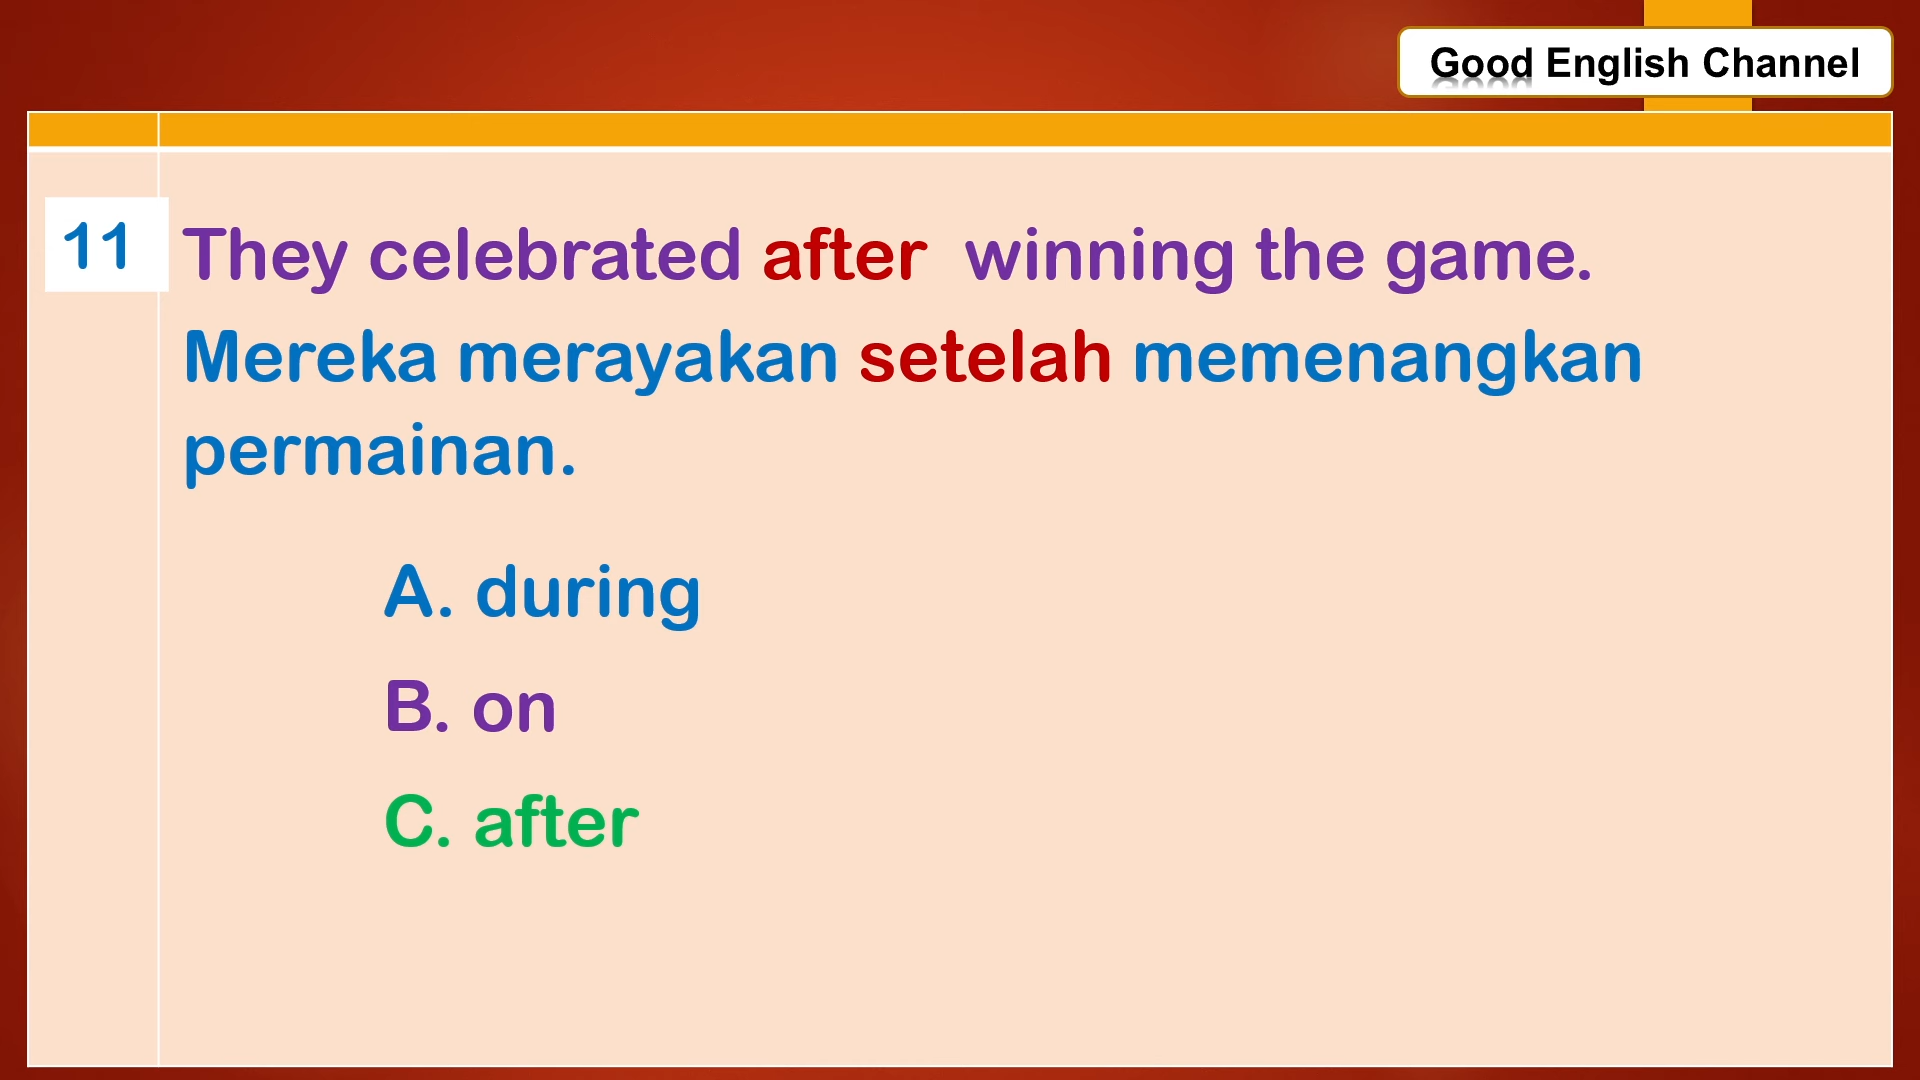 Good English Channel
11
They celebrated after winning the game.
Mereka merayakan setelah memenangkan
permainan.
A. during
B. on
C. after